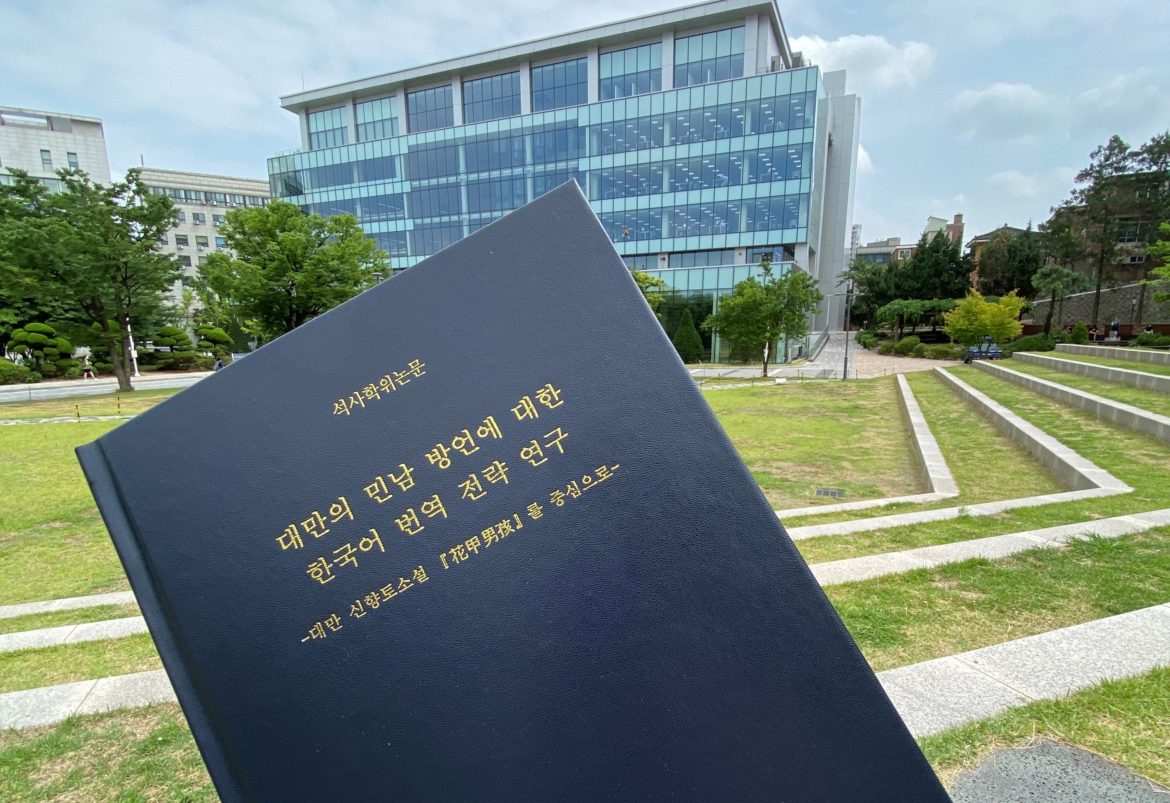 석사학위논문
대만의 민남 방언에 대한
한국어 번역 전략 연구
-대만 신향토소설 『花甲男孩』를 중심으로-